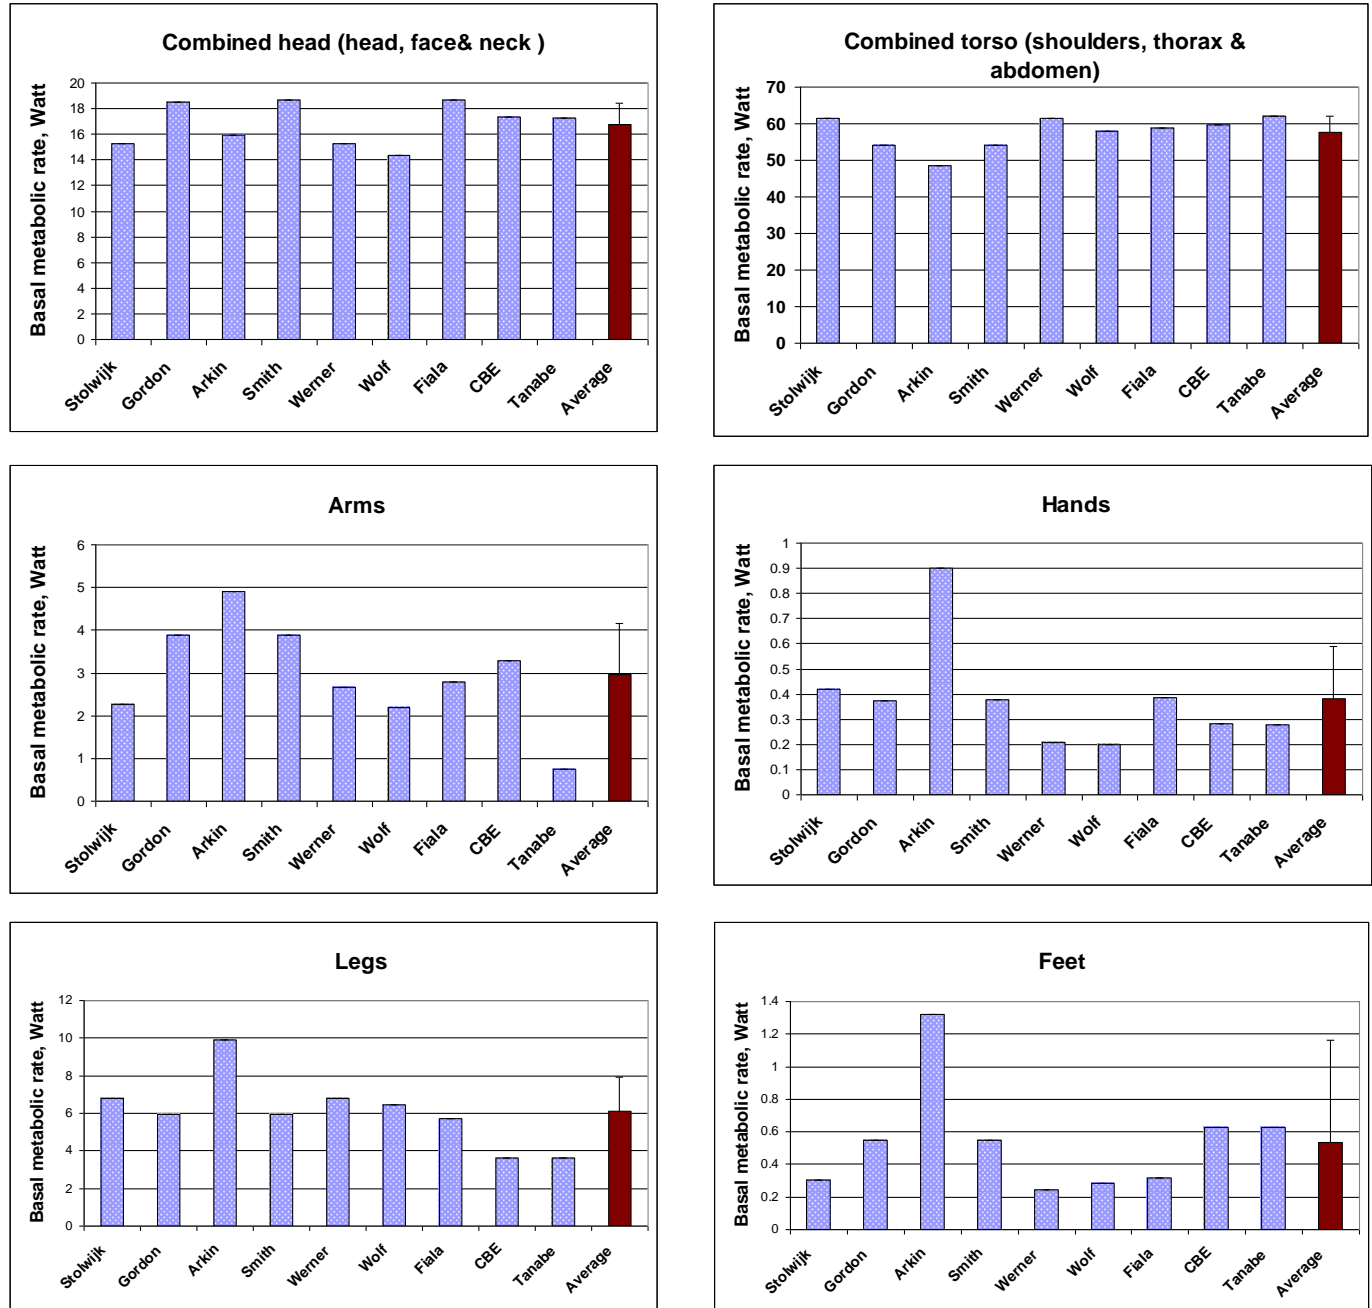 Combined head (head, face& neck )
Basal metabolic rate, Watt
20
18
16
14
12
10
8
6
4
2
0
Stolwijk
Gordon
Arkin
Smith
Werner
Wolf
Fiala
CBE
Tanabe
Average
Combined torso (shoulders, thorax &
abdomen)
Basal metabolic rate, Watt
70
60
50
40
30
20
10
0
Stolwijk
Gordon
Arkin
Smith
Werner
Wolf
Fiala
CBE
Tanabe
Average
Arms
Basal metabolic rate, Watt
6
5
4
3
2
1
0
Stolwijk
Gordon
Arkin
Smith
Werner
Wolf
Fiala
CBE
Tanabe
Average
Hands
Basal metabolic rate, Watt
1
0.9
0.8
0.7
0.6
0.5
0.4
0.3
0.2
0.1
0
Stolwijk
Gordon
Arkin
Smith
Werner
Wolf
Fiala
CBE
Tanabe
Average
Legs
Basal metabolic rate, Watt
12
10
8
6
4
2
0
Stolwijk
Gordon
Arkin
Smith
Werner
Wolf
Fiala
CBE
Tanabe
Average
Feet
Basal metabolic rate, Watt
1.4
1.2
1
0.8
0.6
0.4
0.2
0
Stolwijk
Gordon
Arkin
Smith
Werner
Wolf
Fiala
CBE
Tanabe
Average